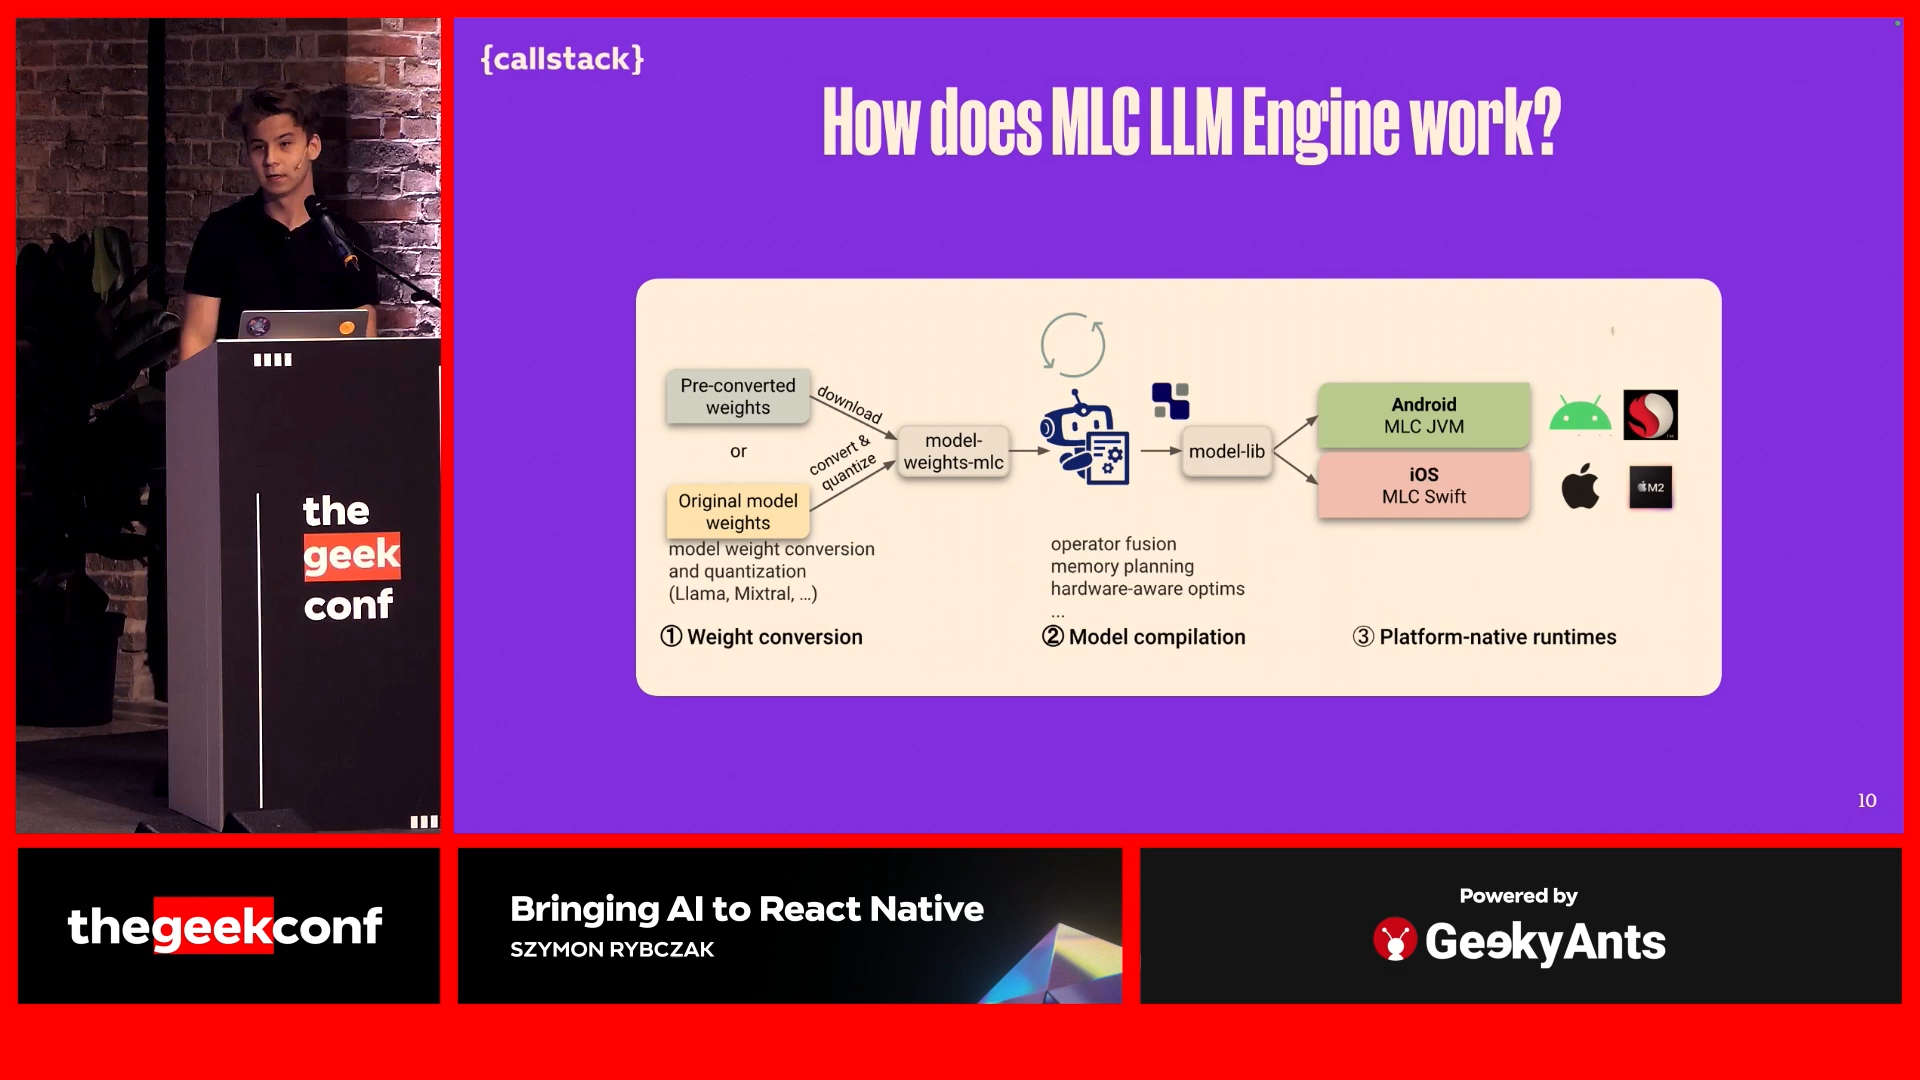 {callstack}
How does MLC LLM Engine work?
Pre-converted
weights
or
Original model
weights
download
convert &
quantize
model-
weights-mlc
model-lib
Android
MLC JVM
iOS
MLC Swift
M2
model weight conversion
and quantization
(Llama, Mixtral, ...)
operator fusion
memory planning
hardware-aware optims
...
① Weight conversion
② Model compilation
③ Platform-native runtimes
10
the
geek
conf
thegeekconf
Bringing AI to React Native
SZYMON RYBCZAK
Powered by
GeekyAnts